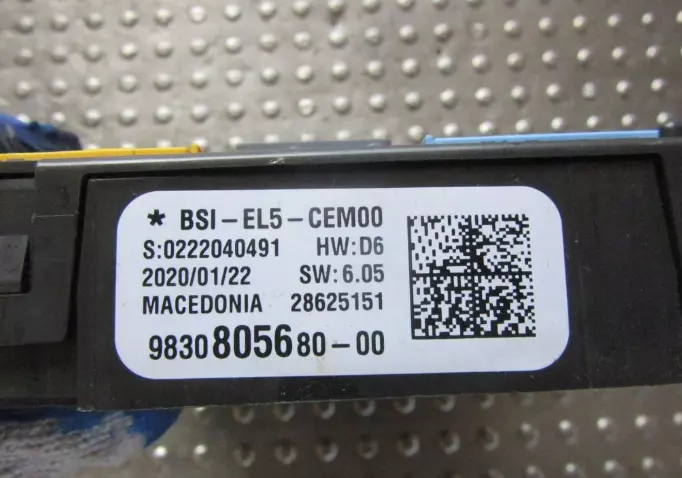 * BSI-EL5-CEM00
S:0222040491 HW:D6
2020/01/22 SW:6.05
MACEDONIA 28625151
9830805680-00